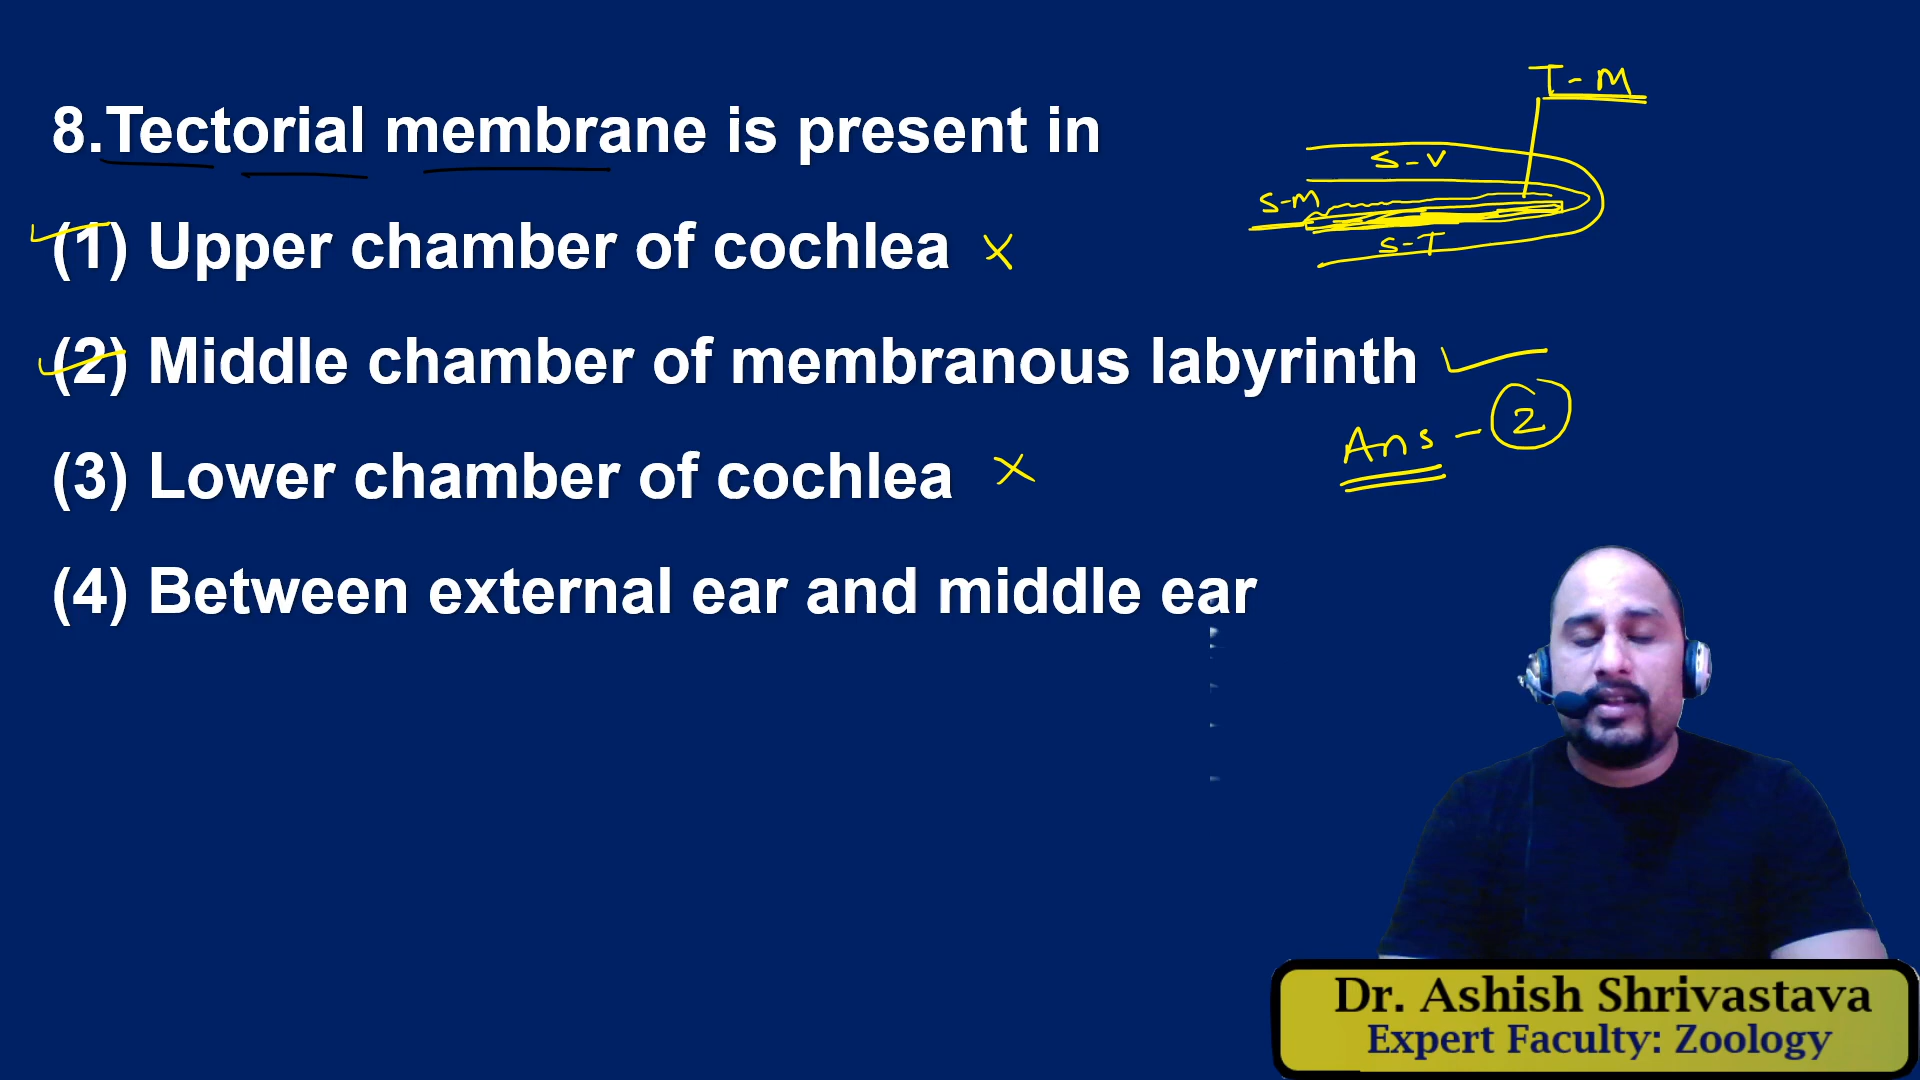 T-M
8.Tectorial membrane is present in
S-V
S-M
S-T
(1) Upper chamber of cochlea x
(2) Middle chamber of membranous labyrinth ✓
Ans - 2
(3) Lower chamber of cochlea x
(4) Between external ear and middle ear
Dr. Ashish Shrivastava
Expert Faculty: Zoology